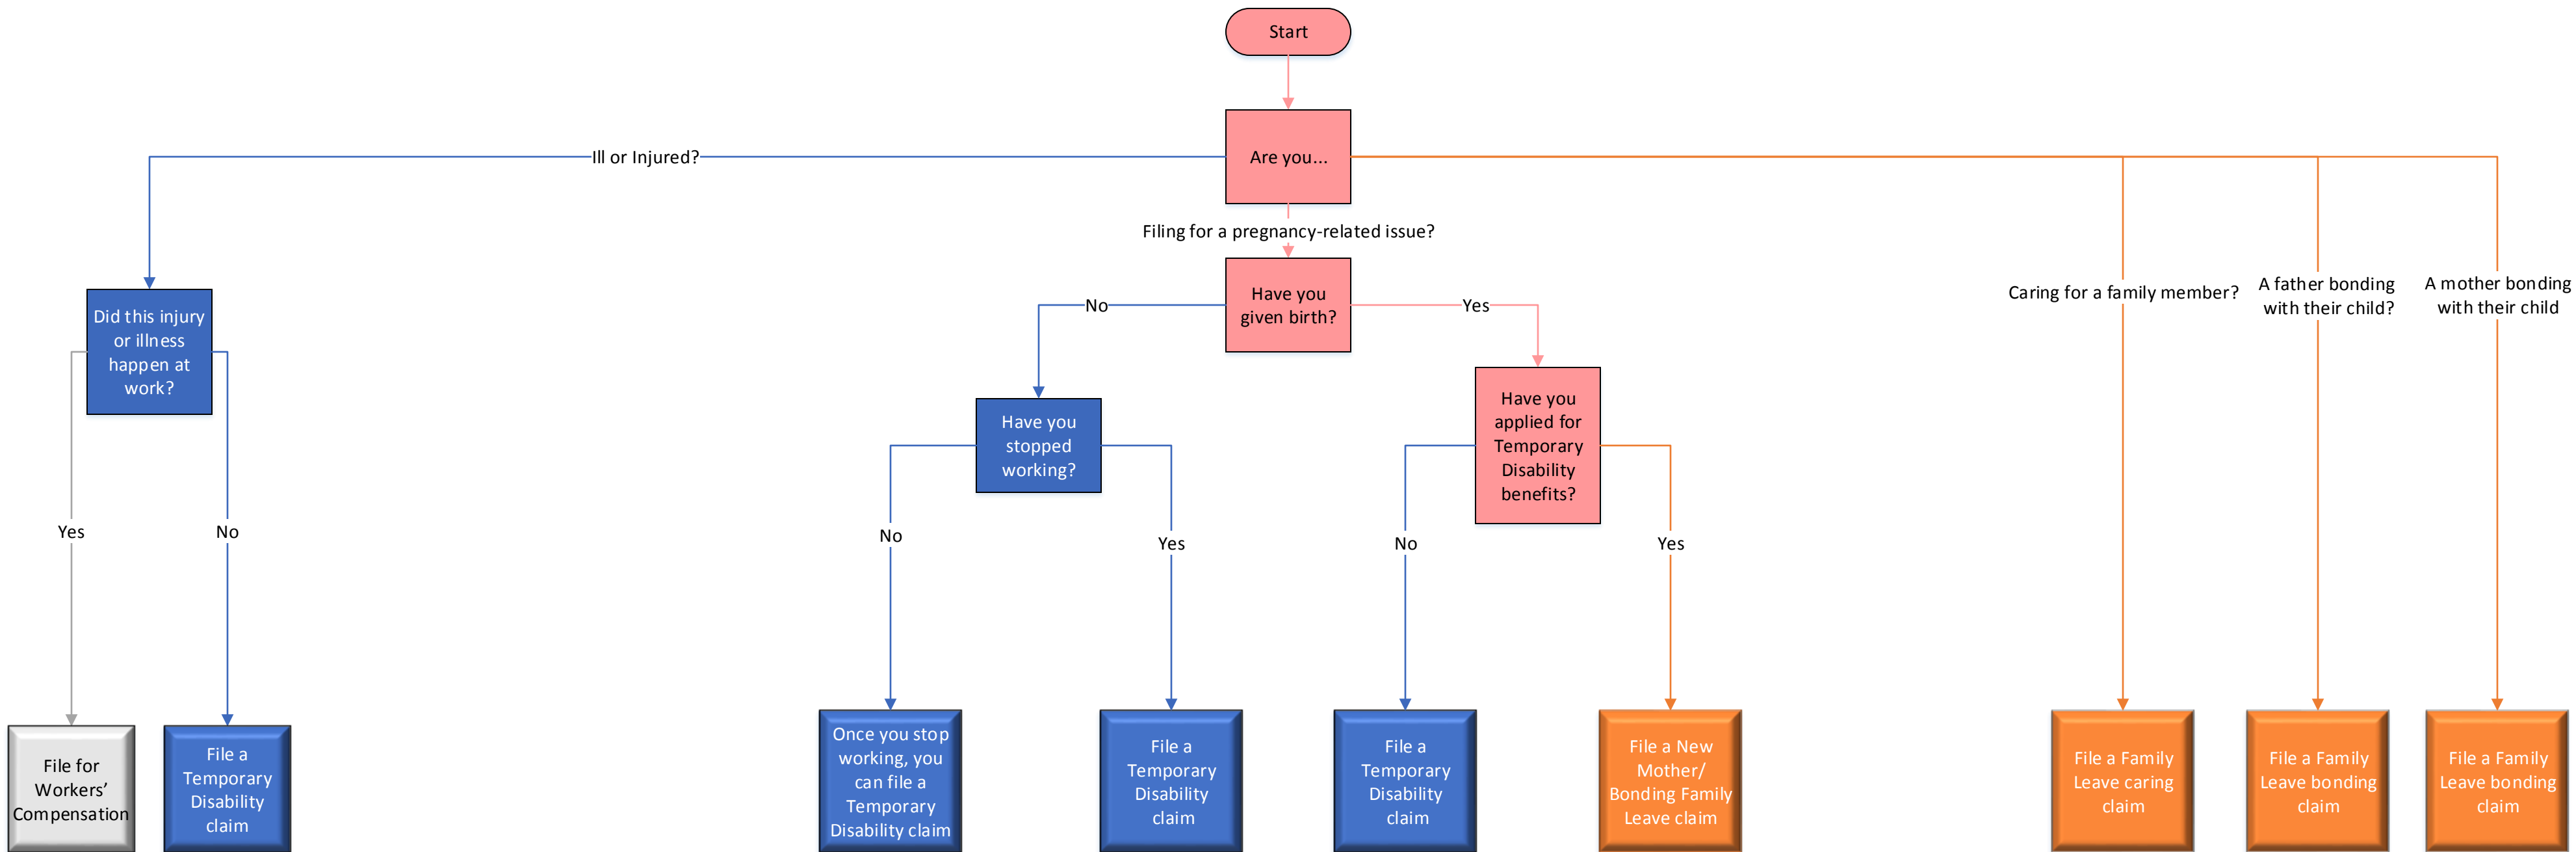 Start
Are you...
Ill or Injured?
Filing for a pregnancy-related issue?
Did this injury
or illness
happen at
work?
Yes
No
File for
Workers’
Compensation
File a
Temporary
Disability
claim
Have you
given birth?
No
Yes
Have you
stopped
working?
No
Yes
Once you stop
working, you
can file a
Temporary
Disability claim
File a
Temporary
Disability
claim
Have you
applied for
Temporary
Disability
benefits?
No
Yes
File a
Temporary
Disability
claim
File a New
Mother/
Bonding Family
Leave claim
Caring for a family member?
A father bonding
with their child?
A mother bonding
with their child
File a Family
Leave caring
claim
File a Family
Leave bonding
claim
File a Family
Leave bonding
claim